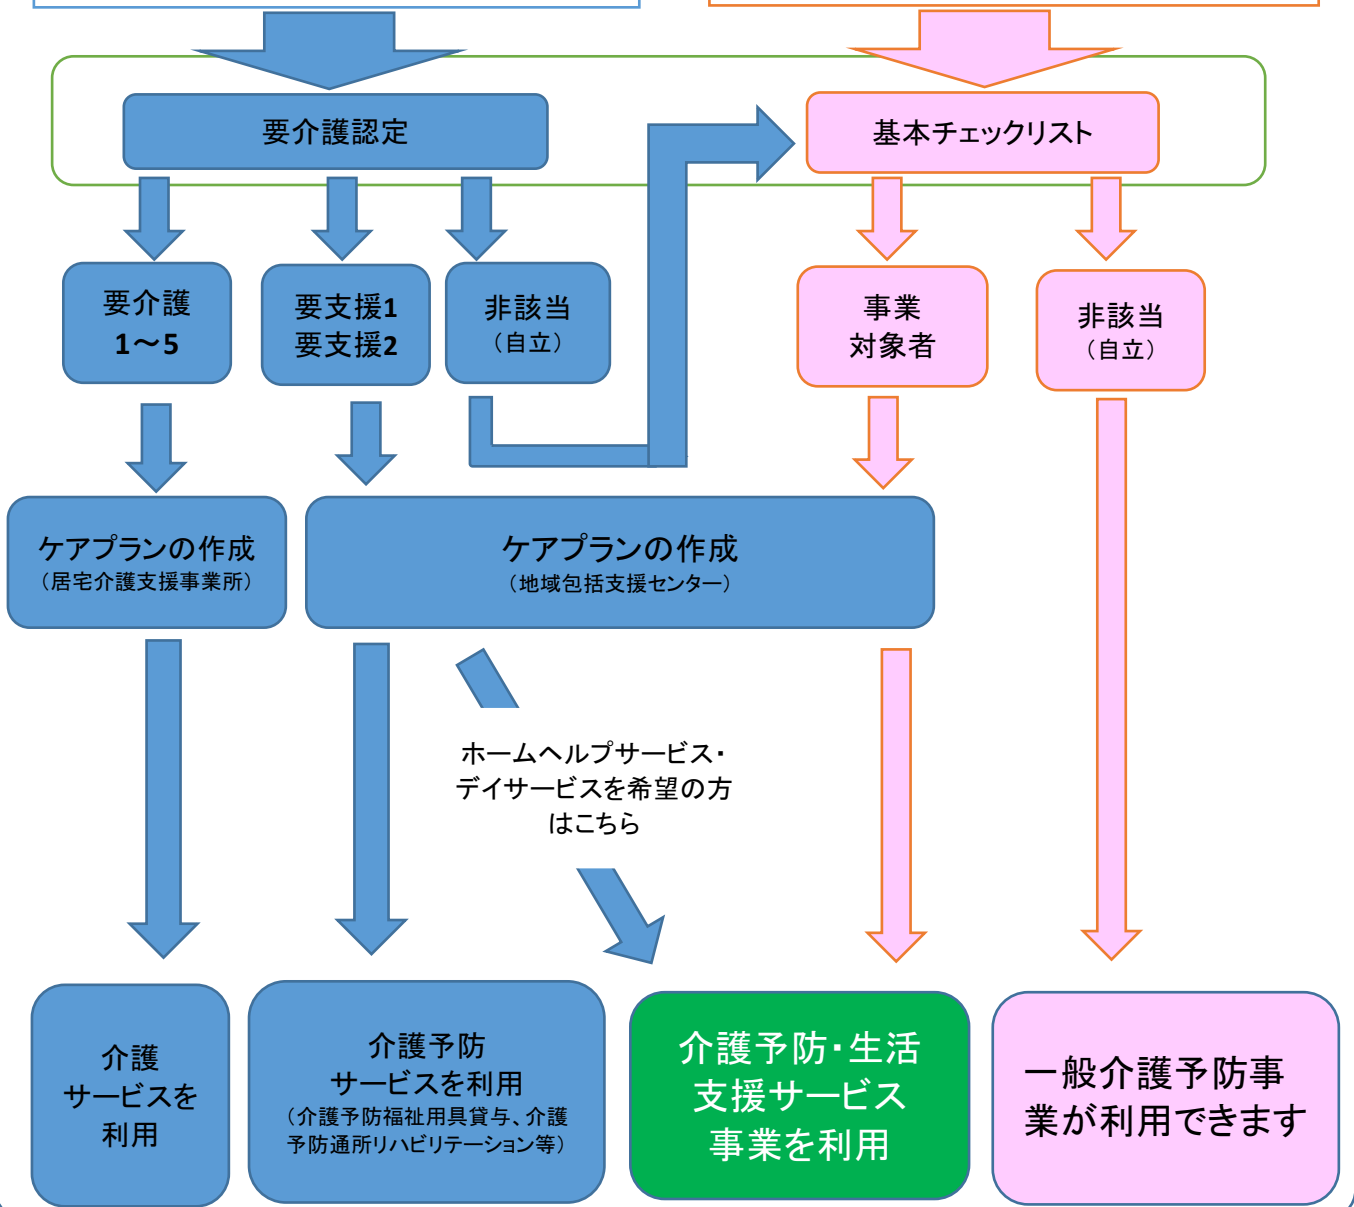 要介護認定
基本チェックリスト
要介護
1～5
要支援1
要支援2
非該当
（自立）
事業
対象者
非該当
（自立）
ケアプランの作成
（居宅介護支援事業所）
ケアプランの作成
（地域包括支援センター）
ホームヘルプサービス・
デイサービスを希望の方
はこちら
介護
サービスを
利用
介護予防
サービスを利用
（介護予防福祉用具貸与、介護
予防通所リハビリテーション等）
介護予防・生活
支援サービス
事業を利用
一般介護予防事
業が利用できます